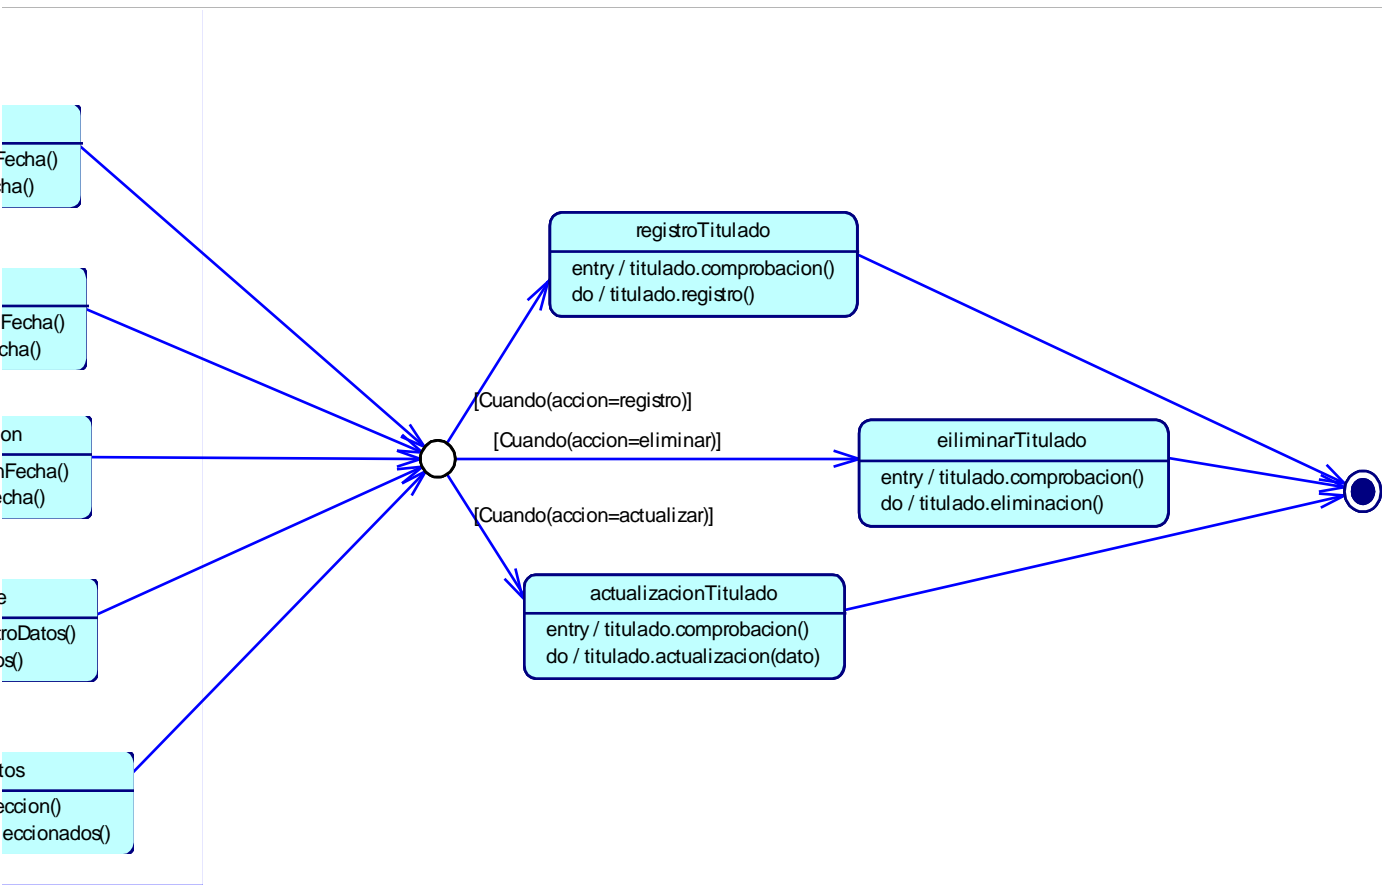 Fecha()
cha()
Fecha()
cha()
on
nFecha()
echa()
e
roDatos()
os()
tos
eccion()
eccionados()
registroTitulado
entry / titulado.comprobacion()
do / titulado.registro()
[Cuando(accion=registro)]
[Cuando(accion=eliminar)]
eiliminarTitulado
entry / titulado.comprobacion()
do / titulado.eliminacion()
[Cuando(accion=actualizar)]
actualizacionTitulado
entry / titulado.comprobacion()
do / titulado.actualizacion(dato)